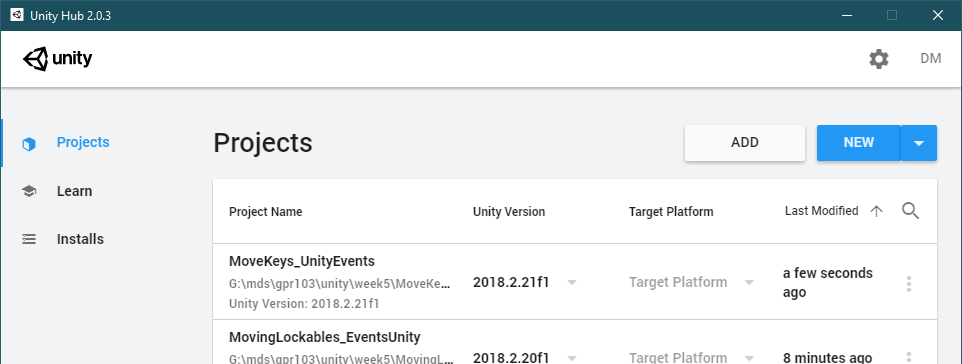 Unity Hub 2.0.3
unity
DM
Projects
Learn
Installs
Projects
ADD
NEW
Project Name
Unity Version
Target Platform
Last Modified
MoveKeys_UnityEvents
G:\mds\gpr103\unity\week5\MoveKe...
Unity Version: 2018.2.21f1
2018.2.21f1
Target Platform
a few seconds
ago
MovingLockables_EventsUnity
G:\mds\gpr103\unity\week5\MovingL...
2018.2.20f1
Target Platform
8 minutes ago